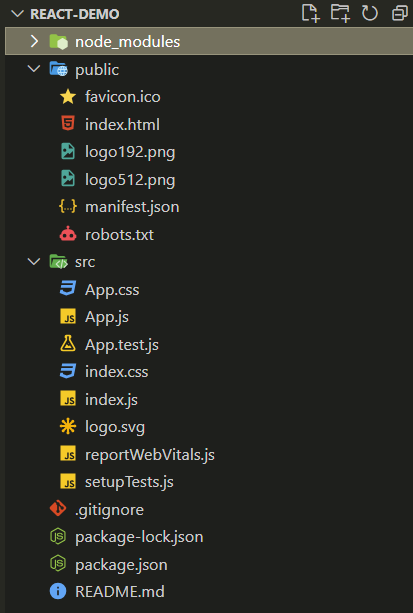 REACT-DEMO
node_modules
public
favicon.ico
index.html
logo192.png
logo512.png
manifest.json
robots.txt
src
App.css
App.js
App.test.js
index.css
index.js
logo.svg
reportWebVitals.js
setupTests.js
.gitignore
package-lock.json
package.json
README.md